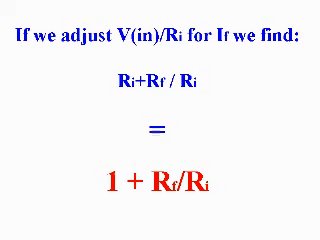 If we adjust V(in)/Ri for If we find:
Ri+Rf / Ri
=
1 + Rf/Ri